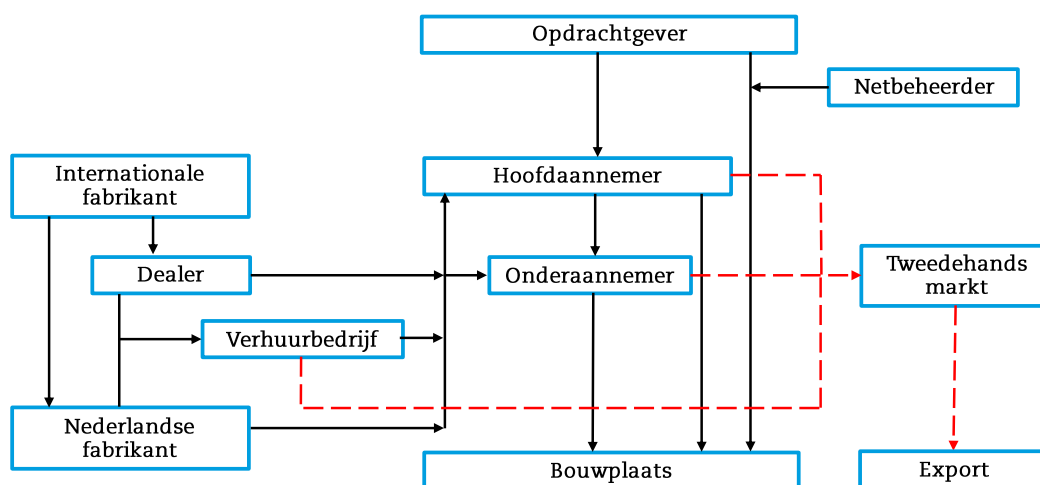 Opdrachtgever
Netbeheerder
Internationale
fabrikant
Hoofdaannemer
Dealer
Onderaannemer
Tweedehands
markt
Verhuurbedrijf
Nederlandse
fabrikant
Bouwplaats
Export